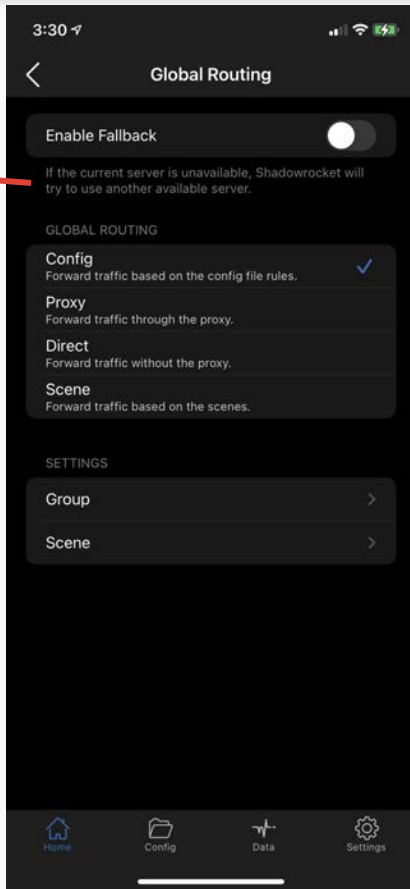 3:30
Global Routing
Enable Fallback
If the current server is unavailable, Shadowrocket will
try to use another available server.
GLOBAL ROUTING
Config
Forward traffic based on the config file rules.
Proxy
Forward traffic through the proxy.
Direct
Forward traffic without the proxy.
Scene
Forward traffic based on the scenes.
SETTINGS
Group
Scene
Home Config Data Settings